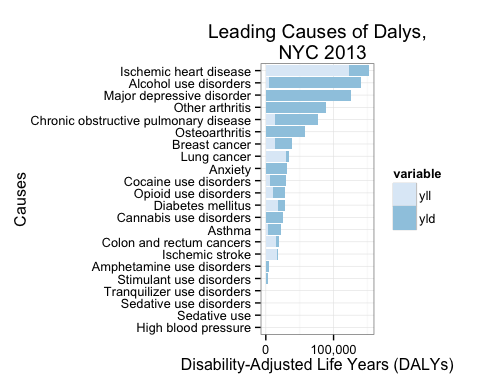 Leading Causes of Dalys,
NYC 2013
Causes
Ischemic heart disease
Alcohol use disorders
Major depressive disorder
Other arthritis
Chronic obstructive pulmonary disease
Osteoarthritis
Breast cancer
Lung cancer
Anxiety
Cocaine use disorders
Opioid use disorders
Diabetes mellitus
Cannabis use disorders
Asthma
Colon and rectum cancers
Ischemic stroke
Amphetamine use disorders
Stimulant use disorders
Tranquilizer use disorders
Sedative use disorders
Sedative use
High blood pressure
0 100,000
Disability-Adjusted Life Years (DALYs)
variable
yll
yld